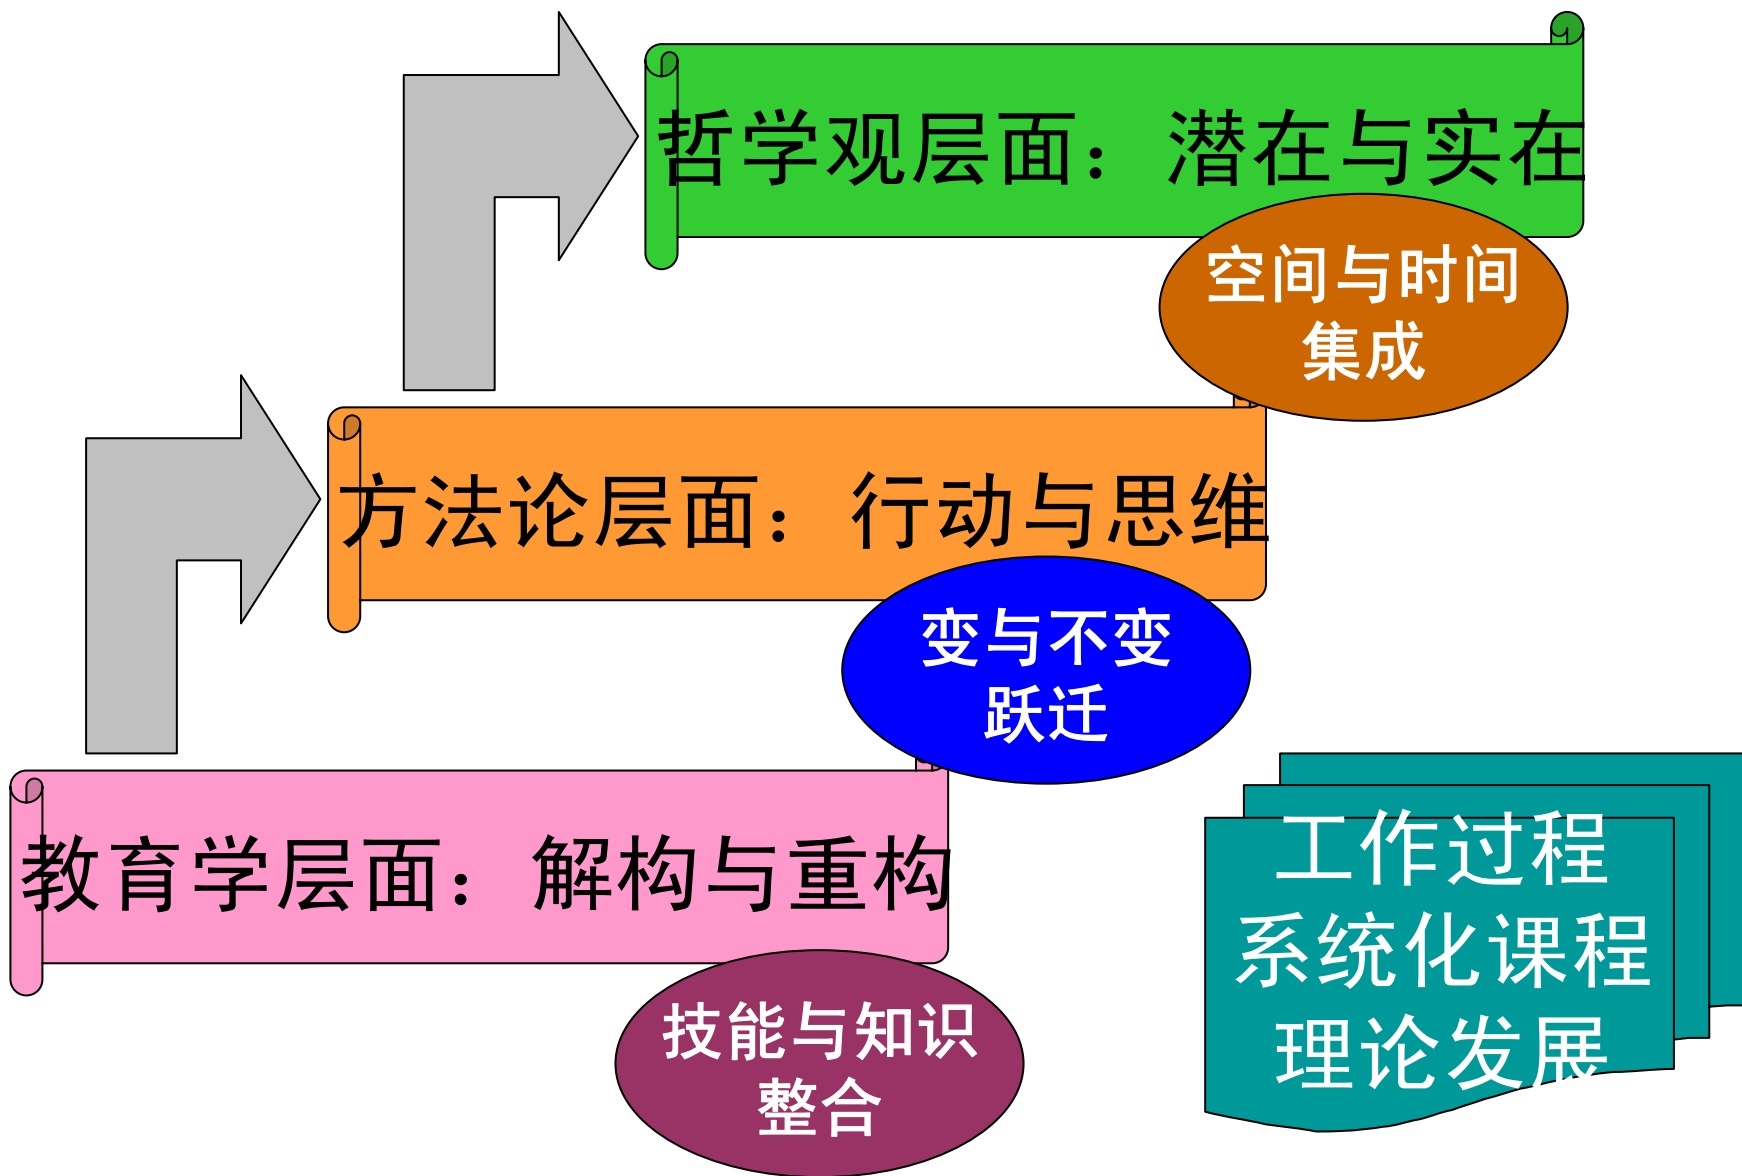 哲学观层面：潜在与实在
空间与时间
集成
方法论层面：行动与思维
变与不变
跃迁
教育学层面：解构与重构
技能与知识
整合
工作过程
系统化课程
理论发展